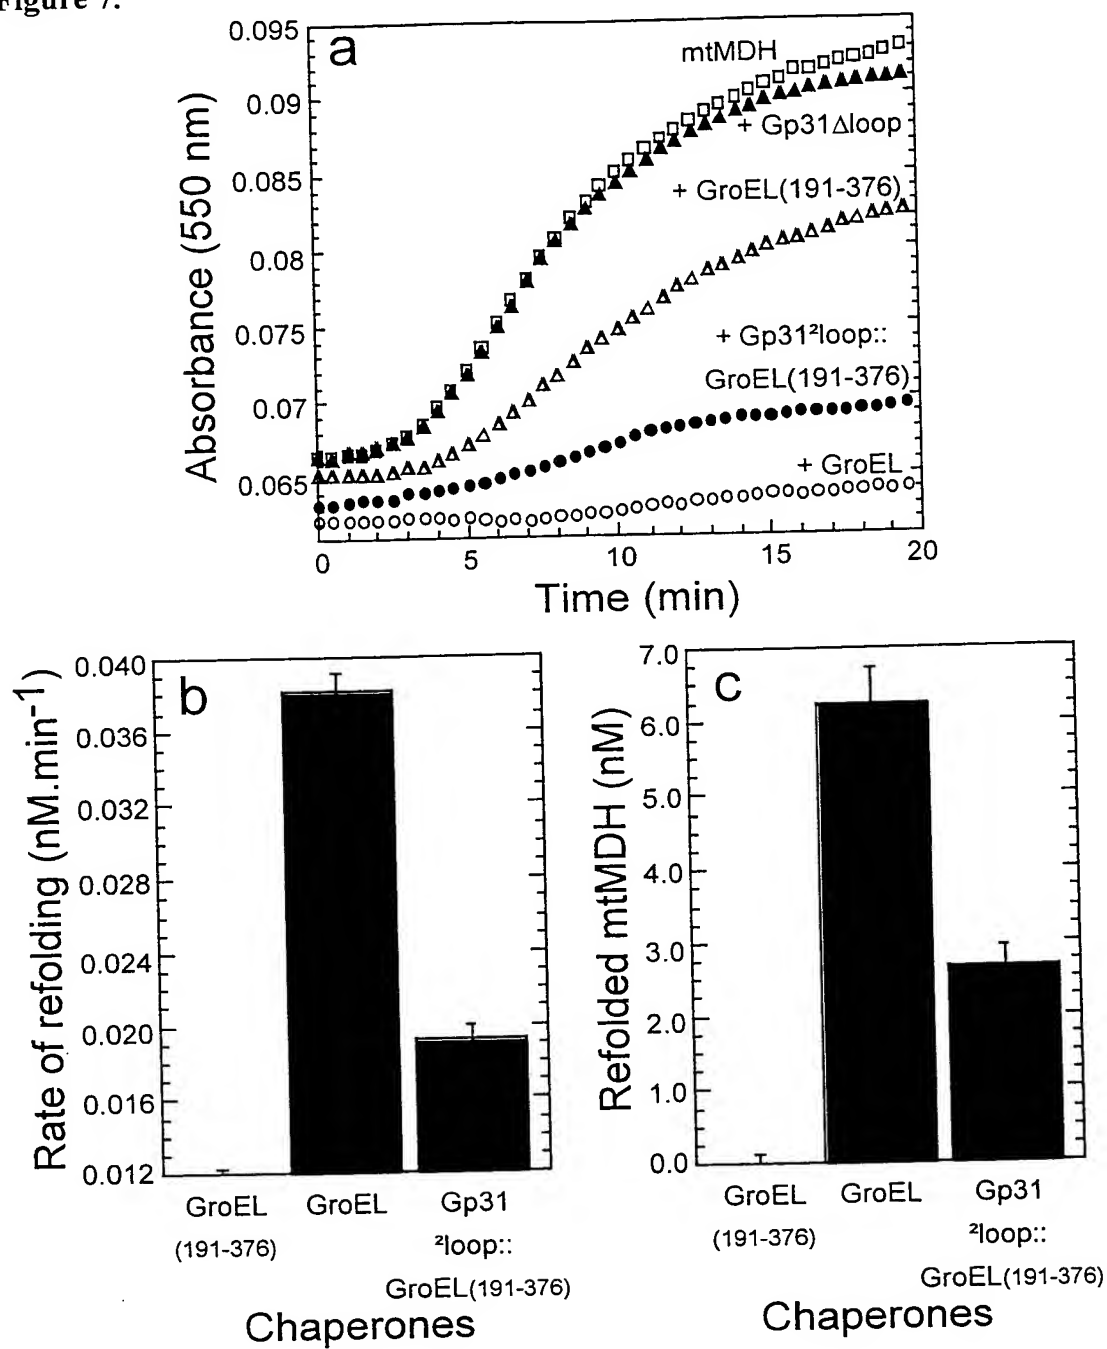 Figure 7.
a
Absorbance (550 nm)
0.095
0.09
0.085
0.08
0.075
0.07
0.065
mtMDH
+ Gp31Δloop
+ GroEL(191-376)
+ Gp31²loop::
GroEL(191-376)
+ GroEL
0 5 10 15 20
Time (min)
b
Rate of refolding (nM.min-1)
0.040
0.036
0.032
0.028
0.024
0.020
0.016
0.012
GroEL GroEL Gp31
(191-376) ²loop::
GroEL(191-376)
Chaperones
c
Refolded mtMDH (nM)
7.0
6.0
5.0
4.0
3.0
2.0
1.0
0.0
GroEL GroEL Gp31
(191-376) ²loop::
GroEL(191-376)
Chaperones